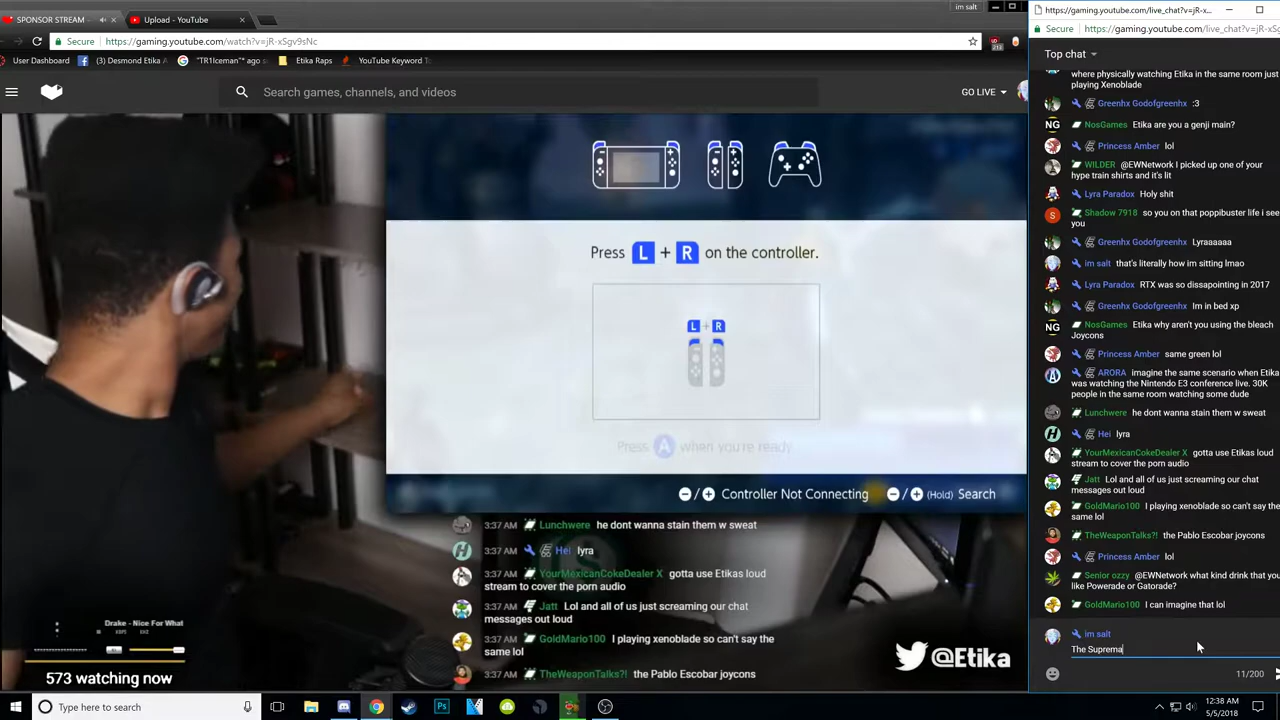 SPONSOR STREAM
Upload - YouTube
im salt
https://gaming.youtube.com/live_chat?v=jR-x...
Secure
https://gaming.youtube.com/watch?v=jR-xSgv9sNc
Secure
https://gaming.youtube.com/live_chat?v=jR-xSg
User Dashboard
(3) Desmond Etika A
"TR1Iceman"* ago s
Etika Raps
YouTube Keyword To
Search games, channels, and videos
GO LIVE
Press L + R on the controller.
L + R
Press A when you're ready
-/+ Controller Not Connecting -/+ (Hold) Search
3:37 AM Lunchwere he dont wanna stain them w sweat
3:37 AM Hei lyra
3:37 AM YourMexicanCokeDealer X gotta use Etikas loud
stream to cover the porn audio
3:37 AM Jatt Lol and all of us just screaming our chat
messages out loud
3:37 AM GoldMario100 I playing xenoblade so can't say the
same lol
3:37 AM TheWeaponTalks?! the Pablo Escobar joycons
Drake - Nice For What
573 watching now
@Etika
Top chat
where physically watching Etika in the same room just
playing Xenoblade
Greenhx Godofgreenhx :3
NG NosGames Etika are you a genji main?
Princess Amber lol
WILDER @EWNetwork I picked up one of your
hype train shirts and it's lit
Lyra Paradox Holy shit
S Shadow 7918 so you on that poppibuster life i see
you
Greenhx Godofgreenhx Lyraaaaaa
im salt that's literally how im sitting lmao
Lyra Paradox RTX was so dissapointing in 2017
Greenhx Godofgreenhx Im in bed xp
NG NosGames Etika why aren't you using the bleach
Joycons
Princess Amber same green lol
ARORA imagine the same scenario when Etika
was watching the Nintendo E3 conference live. 30K
people in the same room watching some dude
Lunchwere he dont wanna stain them w sweat
Hei lyra
YourMexicanCokeDealer X gotta use Etikas loud
stream to cover the porn audio
Jatt Lol and all of us just screaming our chat
messages out loud
GoldMario100 I playing xenoblade so can't say the
same lol
TheWeaponTalks?! the Pablo Escobar joycons
Princess Amber lol
Senior ozzy @EWNetwork what kind drink that you
like Powerade or Gatorade?
GoldMario100 I can imagine that lol
im salt
The Suprema
11/200
Type here to search
12:38 AM
5/5/2018